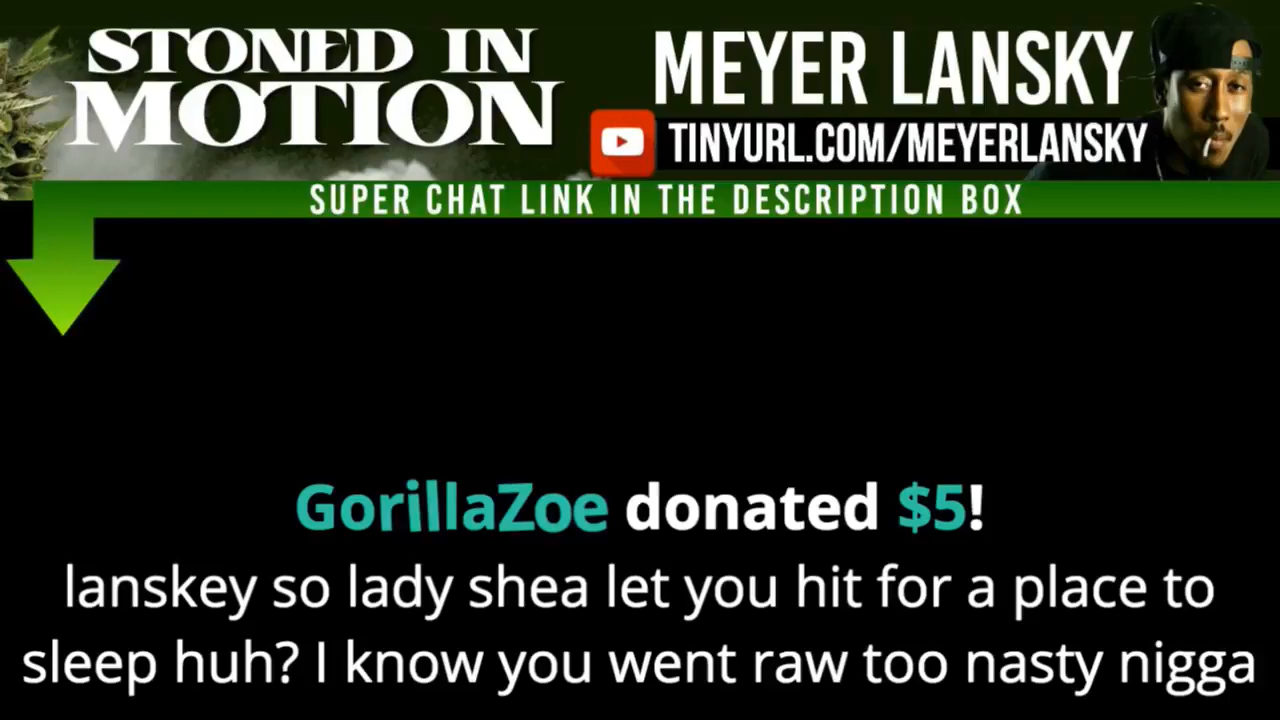 STONED IN
MOTION
MEYER LANSKY
TINYURL.COM/MEYERLANSKY
SUPER CHAT LINK IN THE DESCRIPTION BOX
GorillaZoe donated $5!
lanskey so lady shea let you hit for a place to
sleep huh? I know you went raw too nasty nigga